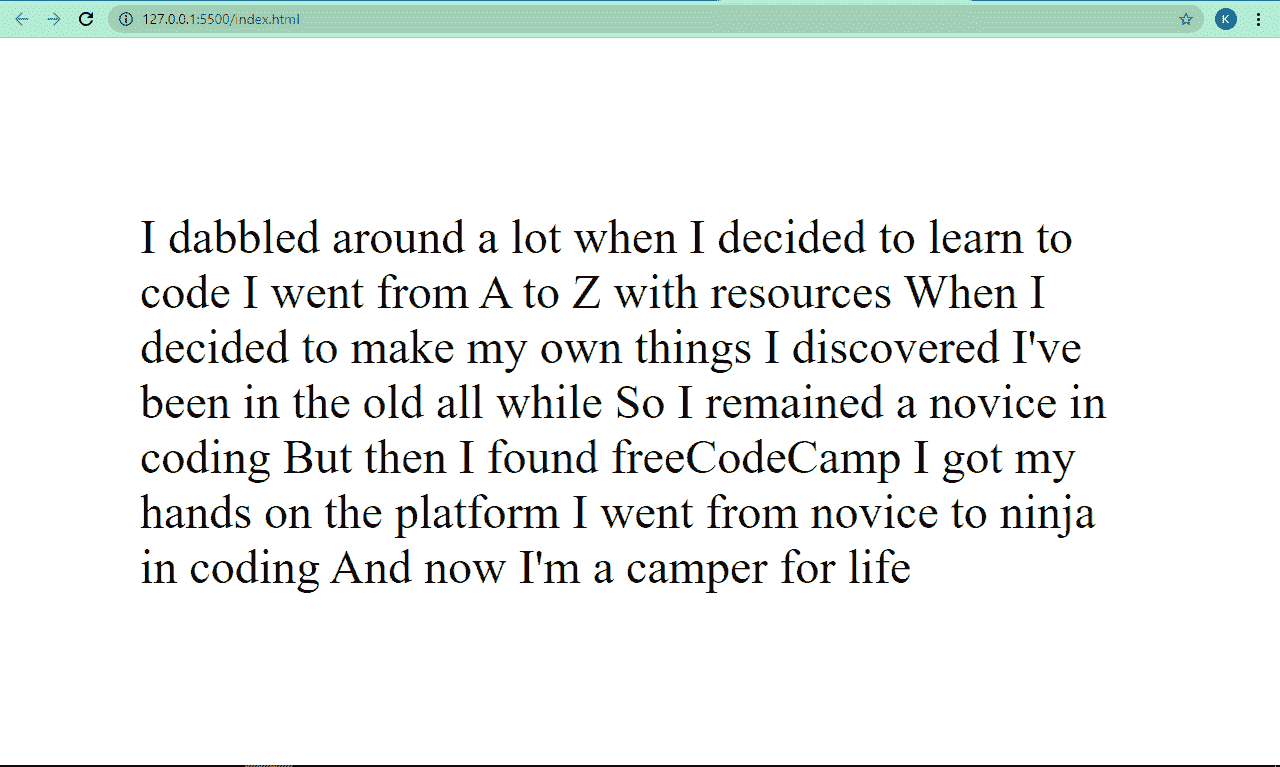 127.0.0.1:5500/index.html
K
I dabbled around a lot when I decided to learn to
code I went from A to Z with resources When I
decided to make my own things I discovered I've
been in the old all while So I remained a novice in
coding But then I found freeCodeCamp I got my
hands on the platform I went from novice to ninja
in coding And now I'm a camper for life